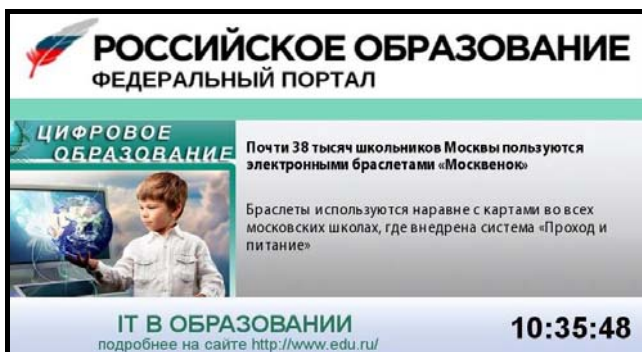 РОССИЙСКОЕ ОБРАЗОВАНИЕ
ФЕДЕРАЛЬНЫЙ ПОРТАЛ
ЦИФРОВОЕ
ОБРАЗОВАНИЕ
Почти 38 тысяч школьников Москвы пользуются
электронными браслетами «Москвенок»
Браслеты используются наравне с картами во всех
московских школах, где внедрена система «Проход и
питание»
IT В ОБРАЗОВАНИИ
подробнее на сайте http://www.edu.ru/
10:35:48